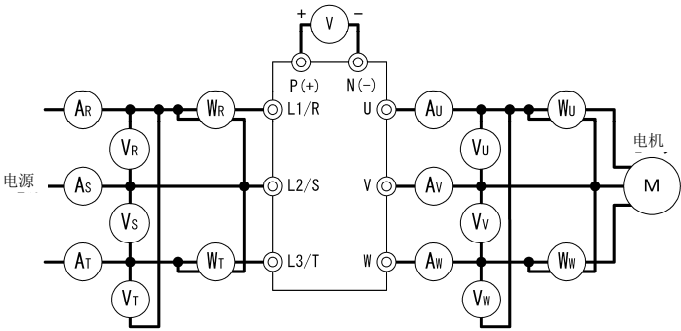 + V −
P(+) N(−)
AR WR L1/R U AU WU
VR VU 电机
电源 AS L2/S V AV M
VS VV
AT WT L3/T W AW WW
VT VW